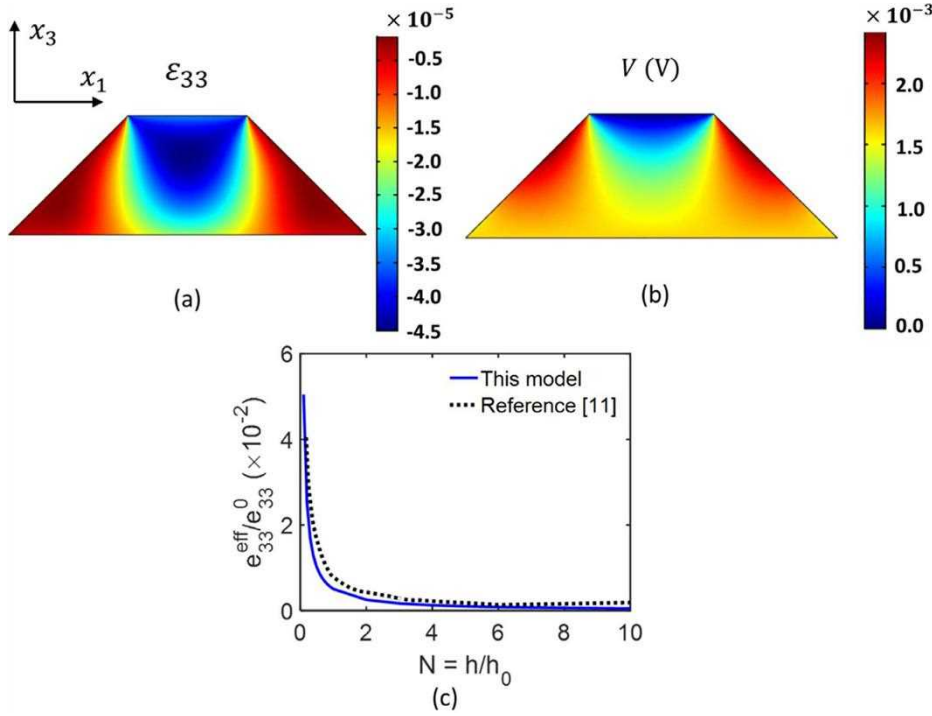 x₃
x₁
ε₃₃
× 10⁻⁵
-0.5
-1.0
-1.5
-2.0
-2.5
-3.0
-3.5
-4.0
-4.5
(a)
V (V)
× 10⁻³
2.0
1.5
1.0
0.5
0.0
(b)
6
4
2
0
e₃₃ᵉᶠᶠ/e₃₃⁰ (×10⁻²)
This model
Reference [11]
0 2 4 6 8 10
N = h/h₀
(c)